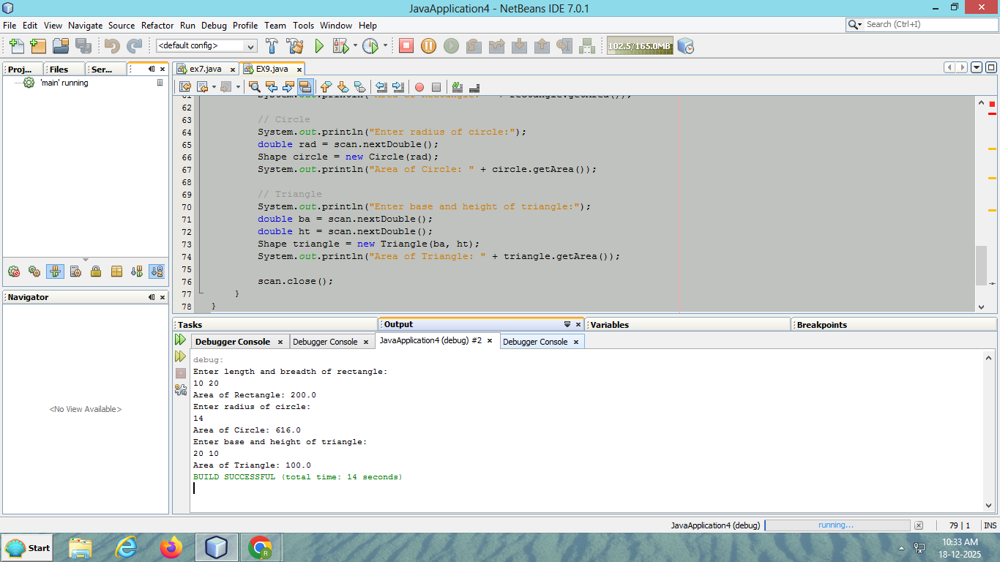 JavaApplication4 - NetBeans IDE 7.0.1
File Edit View Navigate Source Refactor Run Debug Profile Team Tools Window Help
Search (Ctrl+I)
<default config>
102.5/165.0MB
Proj... Files Ser...
ex7.java EX9.java
'main' running
61 System.out.println("Area of Rectangle: " + rectangle.getArea());
62
63 // Circle
64 System.out.println("Enter radius of circle:");
65 double rad = scan.nextDouble();
66 Shape circle = new Circle(rad);
67 System.out.println("Area of Circle: " + circle.getArea());
68
69 // Triangle
70 System.out.println("Enter base and height of triangle:");
71 double ba = scan.nextDouble();
72 double ht = scan.nextDouble();
73 Shape triangle = new Triangle(ba, ht);
74 System.out.println("Area of Triangle: " + triangle.getArea());
75
76 scan.close();
77 }
78 }
Navigator
<No View Available>
Tasks Output Variables Breakpoints
Debugger Console Debugger Console JavaApplication4 (debug) #2 Debugger Console
debug:
Enter length and breadth of rectangle:
10 20
Area of Rectangle: 200.0
Enter radius of circle:
14
Area of Circle: 616.0
Enter base and height of triangle:
20 10
Area of Triangle: 100.0
BUILD SUCCESSFUL (total time: 14 seconds)
JavaApplication4 (debug) running... 79 | 1 INS
Start
R
10:33 AM
18-12-2025